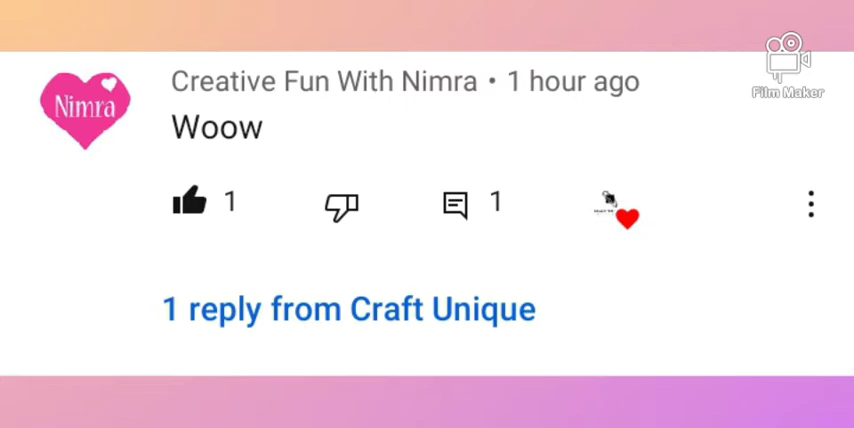 Creative Fun With Nimra • 1 hour ago
Nimra
Woow
Film Maker
1
1
1 reply from Craft Unique